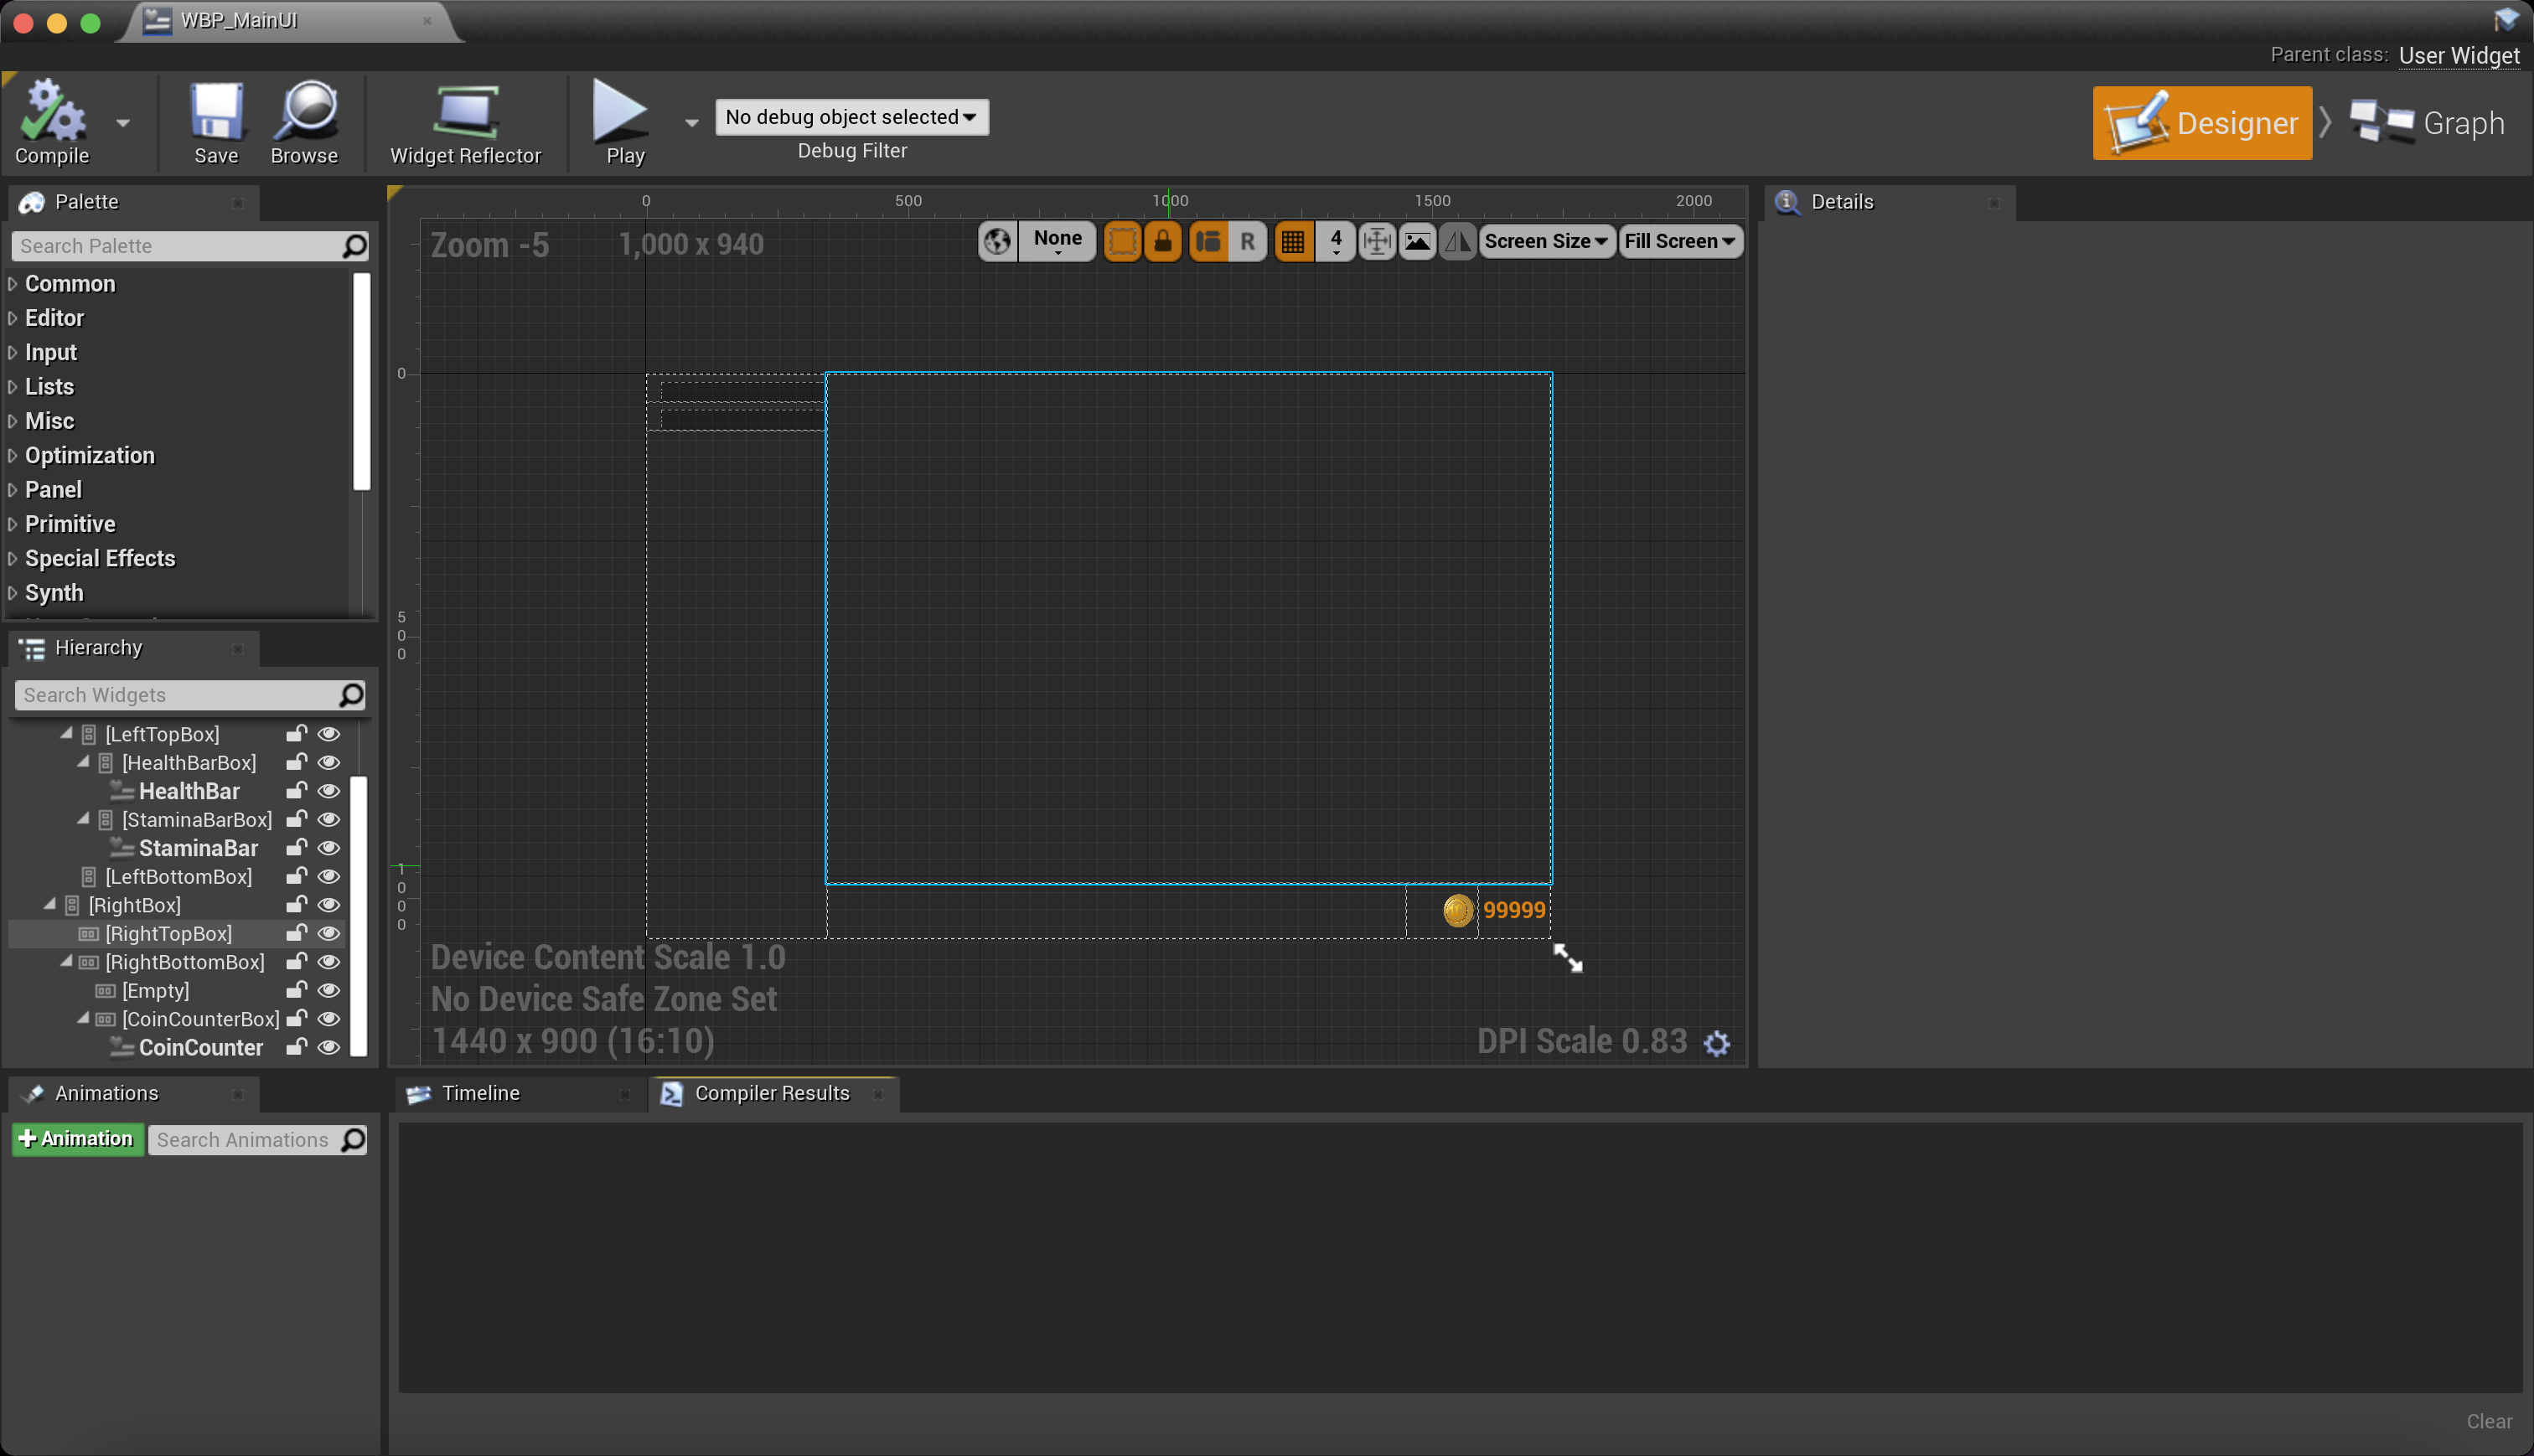 WBP_MainUI
Parent class: User Widget
Compile
Save
Browse
Widget Reflector
Play
No debug object selected
Debug Filter
Designer
Graph
Palette
Search Palette
Common
Editor
Input
Lists
Misc
Optimization
Panel
Primitive
Special Effects
Synth
Hierarchy
Search Widgets
[LeftTopBox]
[HealthBarBox]
HealthBar
[StaminaBarBox]
StaminaBar
[LeftBottomBox]
[RightBox]
[RightTopBox]
[RightBottomBox]
[Empty]
[CoinCounterBox]
CoinCounter
Animations
Animation
Search Animations
0 500 1000 1500 2000
Zoom -5
1,000 x 940
None
R
4
Screen Size
Fill Screen
0
500
1000
99999
Device Content Scale 1.0
No Device Safe Zone Set
1440 x 900 (16:10)
DPI Scale 0.83
Details
Timeline
Compiler Results
Clear